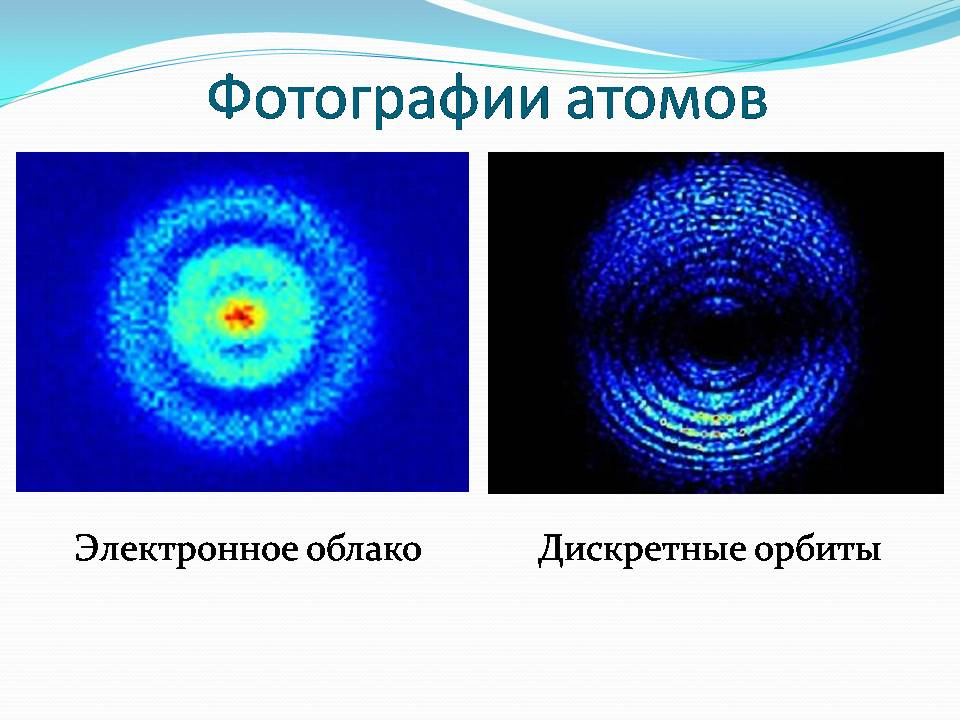 Фотографии атомов
Электронное облако
Дискретные орбиты